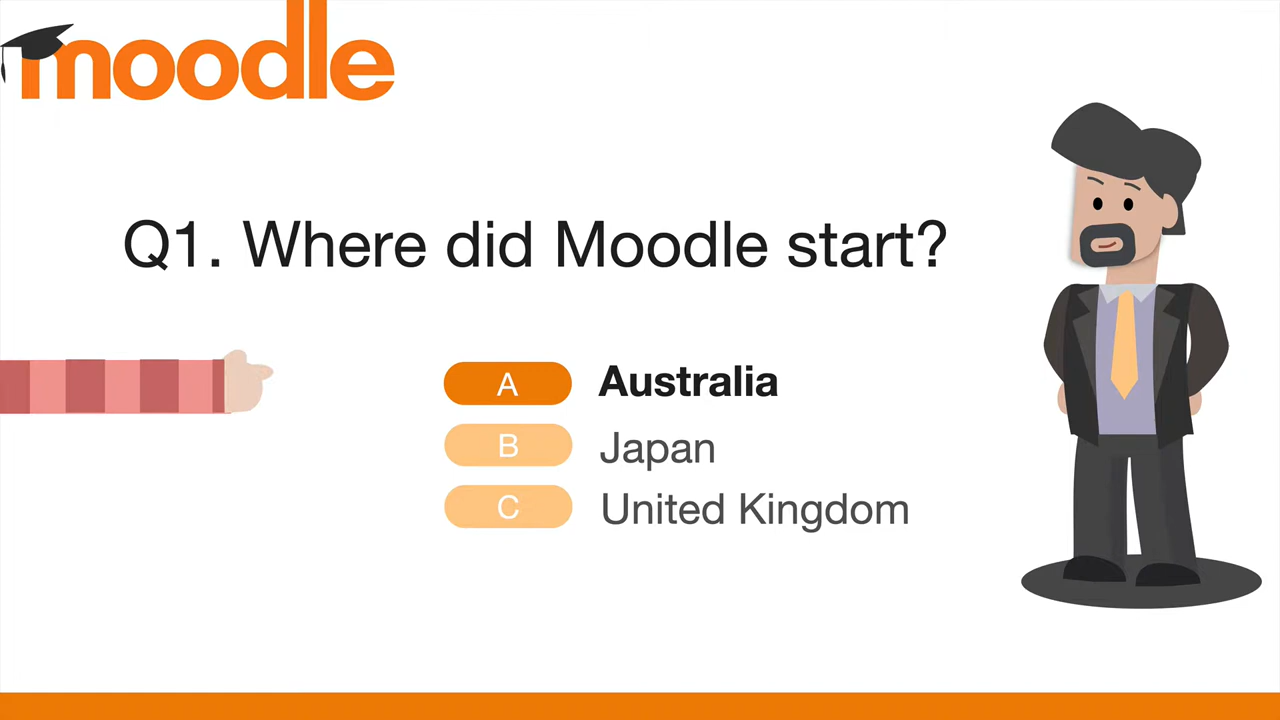 moodle
Q1. Where did Moodle start?
A Australia
B Japan
C United Kingdom